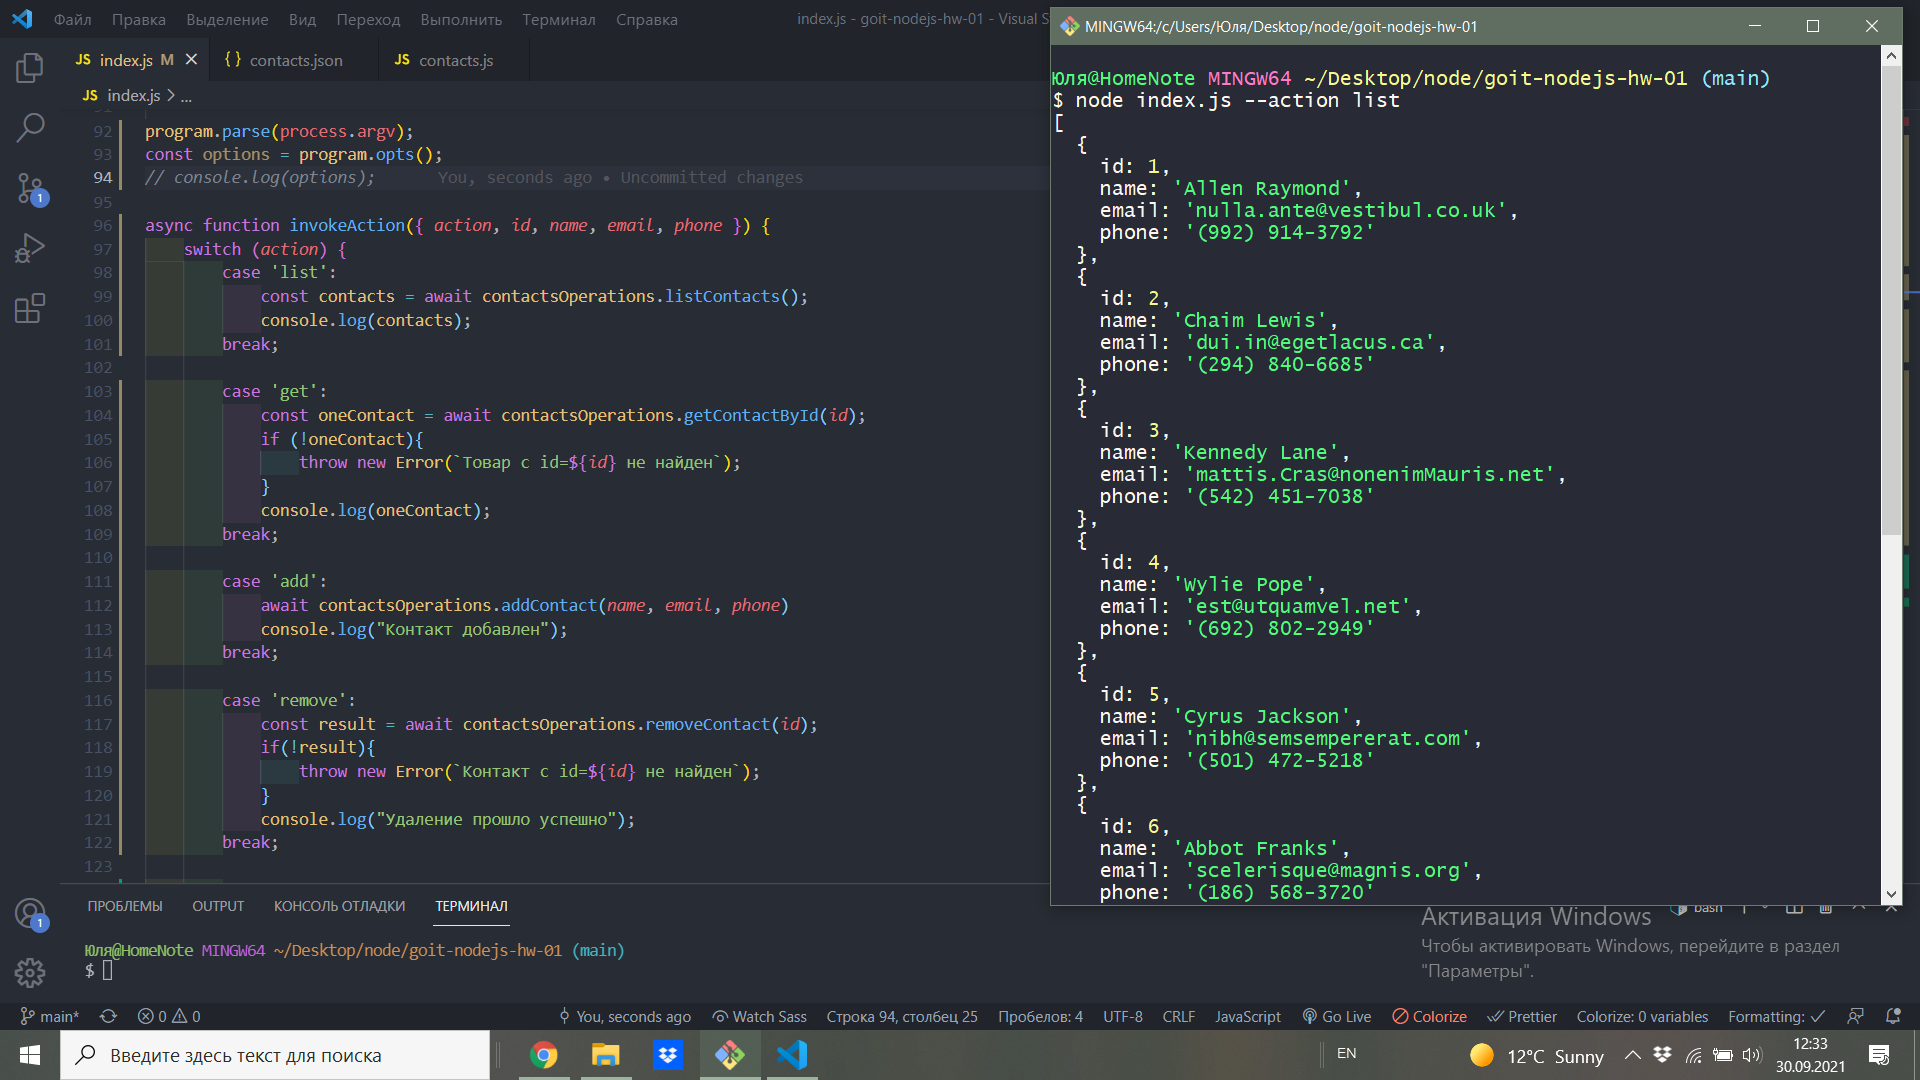 Файл Правка Выделение Вид Переход Выполнить Терминал Справка
index.js - goit-nodejs-hw-01 - Visual S
JS index.js M
{} contacts.json
JS contacts.js
JS index.js > ...
92 program.parse(process.argv);
93 const options = program.opts();
94 // console.log(options); You, seconds ago • Uncommitted changes
95
96 async function invokeAction({ action, id, name, email, phone }) {
97 switch (action) {
98 case 'list':
99 const contacts = await contactsOperations.listContacts();
100 console.log(contacts);
101 break;
102
103 case 'get':
104 const oneContact = await contactsOperations.getContactById(id);
105 if (!oneContact){
106 throw new Error(`Товар с id=${id} не найден`);
107 }
108 console.log(oneContact);
109 break;
110
111 case 'add':
112 await contactsOperations.addContact(name, email, phone)
113 console.log("Контакт добавлен");
114 break;
115
116 case 'remove':
117 const result = await contactsOperations.removeContact(id);
118 if(!result){
119 throw new Error(`Контакт с id=${id} не найден`);
120 }
121 console.log("Удаление прошло успешно");
122 break;
123
1
1
ПРОБЛЕМЫ OUTPUT КОНСОЛЬ ОТЛАДКИ ТЕРМИНАЛ
Юля@HomeNote MINGW64 ~/Desktop/node/goit-nodejs-hw-01 (main)
$
MINGW64:/c/Users/Юля/Desktop/node/goit-nodejs-hw-01
Юля@HomeNote MINGW64 ~/Desktop/node/goit-nodejs-hw-01 (main)
$ node index.js --action list
[
{
id: 1,
name: 'Allen Raymond',
email: 'nulla.ante@vestibul.co.uk',
phone: '(992) 914-3792'
},
{
id: 2,
name: 'Chaim Lewis',
email: 'dui.in@egetlacus.ca',
phone: '(294) 840-6685'
},
{
id: 3,
name: 'Kennedy Lane',
email: 'mattis.Cras@nonenimMauris.net',
phone: '(542) 451-7038'
},
{
id: 4,
name: 'Wylie Pope',
email: 'est@utquamvel.net',
phone: '(692) 802-2949'
},
{
id: 5,
name: 'Cyrus Jackson',
email: 'nibh@semsempererat.com',
phone: '(501) 472-5218'
},
{
id: 6,
name: 'Abbot Franks',
email: 'scelerisque@magnis.org',
phone: '(186) 568-3720'
bash
Активация Windows
Чтобы активировать Windows, перейдите в раздел
"Параметры".
main* 0 0 You, seconds ago Watch Sass Строка 94, столбец 25 Пробелов: 4 UTF-8 CRLF JavaScript Go Live Colorize Prettier Colorize: 0 variables Formatting:
Введите здесь текст для поиска
EN
12°C Sunny
12:33
30.09.2021